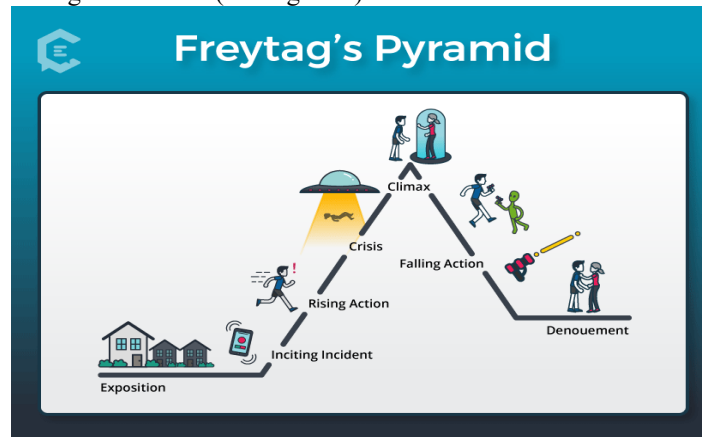 Freytag's Pyramid
Climax
Crisis
Falling Action
Rising Action
Denouement
Inciting Incident
Exposition